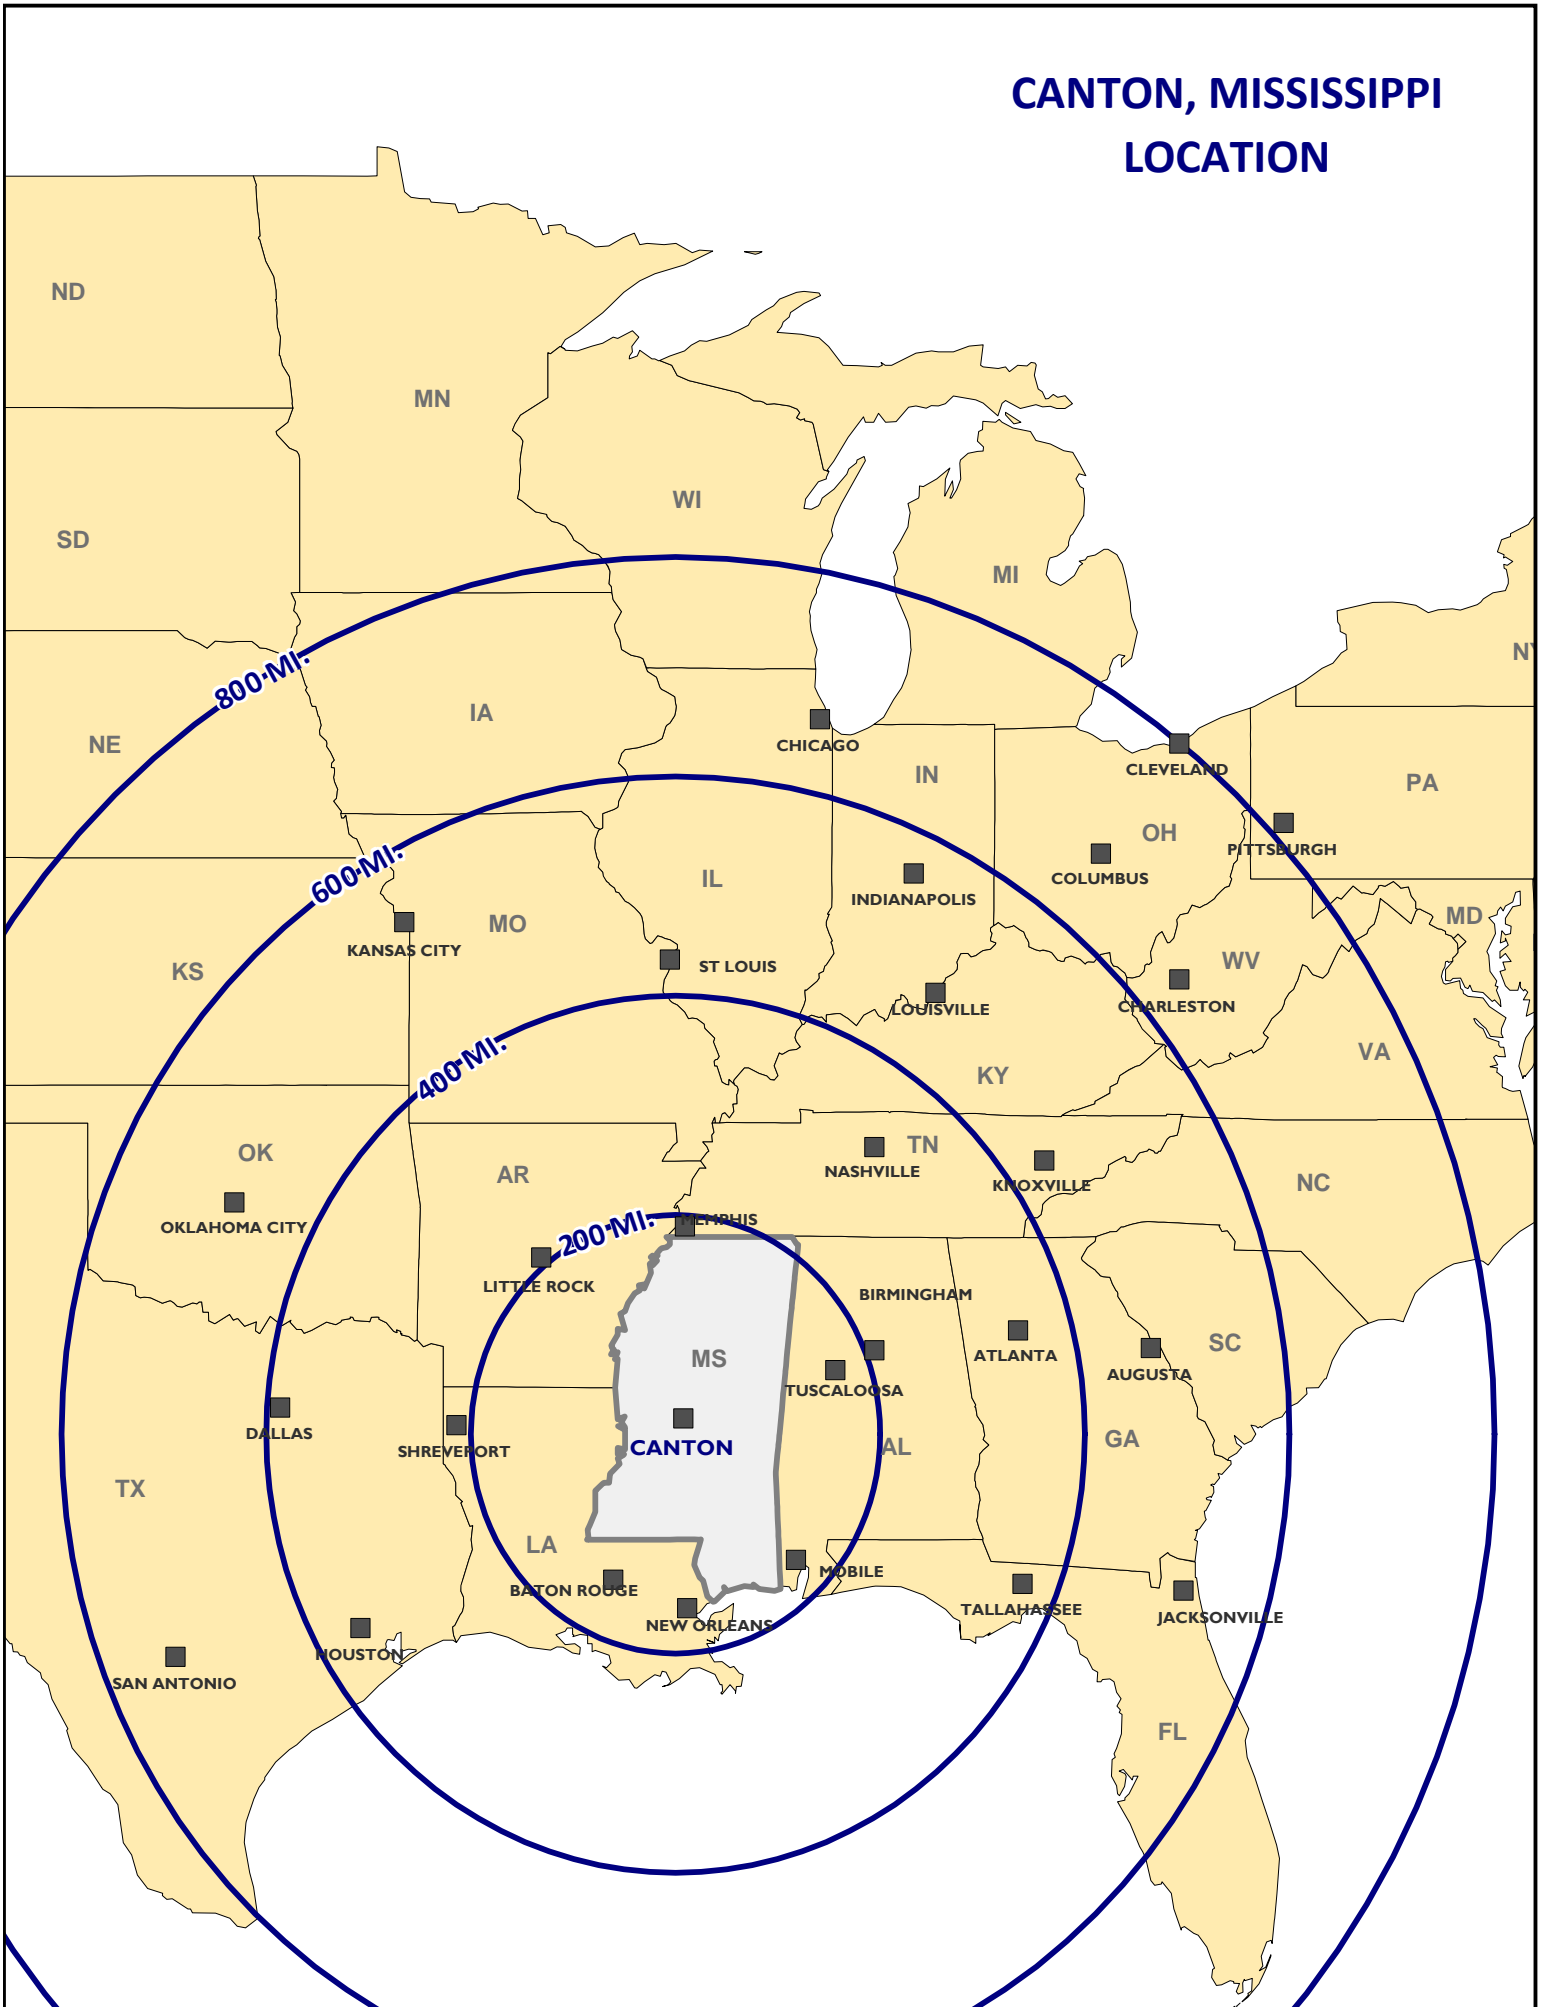 CANTON, MISSISSIPPI
LOCATION
ND
MN
WI
SD
MI
NY
800 MI.
IA
NE
CHICAGO
CLEVELAND
IN
PA
OH
PITTSBURGH
600 MI.
IL
COLUMBUS
INDIANAPOLIS
MO
MD
KANSAS CITY
ST LOUIS
WV
KS
CHARLESTON
LOUISVILLE
VA
400 MI.
KY
OK
TN
AR
NASHVILLE
KNOXVILLE
NC
OKLAHOMA CITY
MEMPHIS
200 MI.
LITTLE ROCK
BIRMINGHAM
MS
ATLANTA
SC
AUGUSTA
TUSCALOOSA
DALLAS
SHREVEPORT
CANTON
AL
GA
TX
LA
MOBILE
BATON ROUGE
TALLAHASSEE
JACKSONVILLE
NEW ORLEANS
HOUSTON
SAN ANTONIO
FL